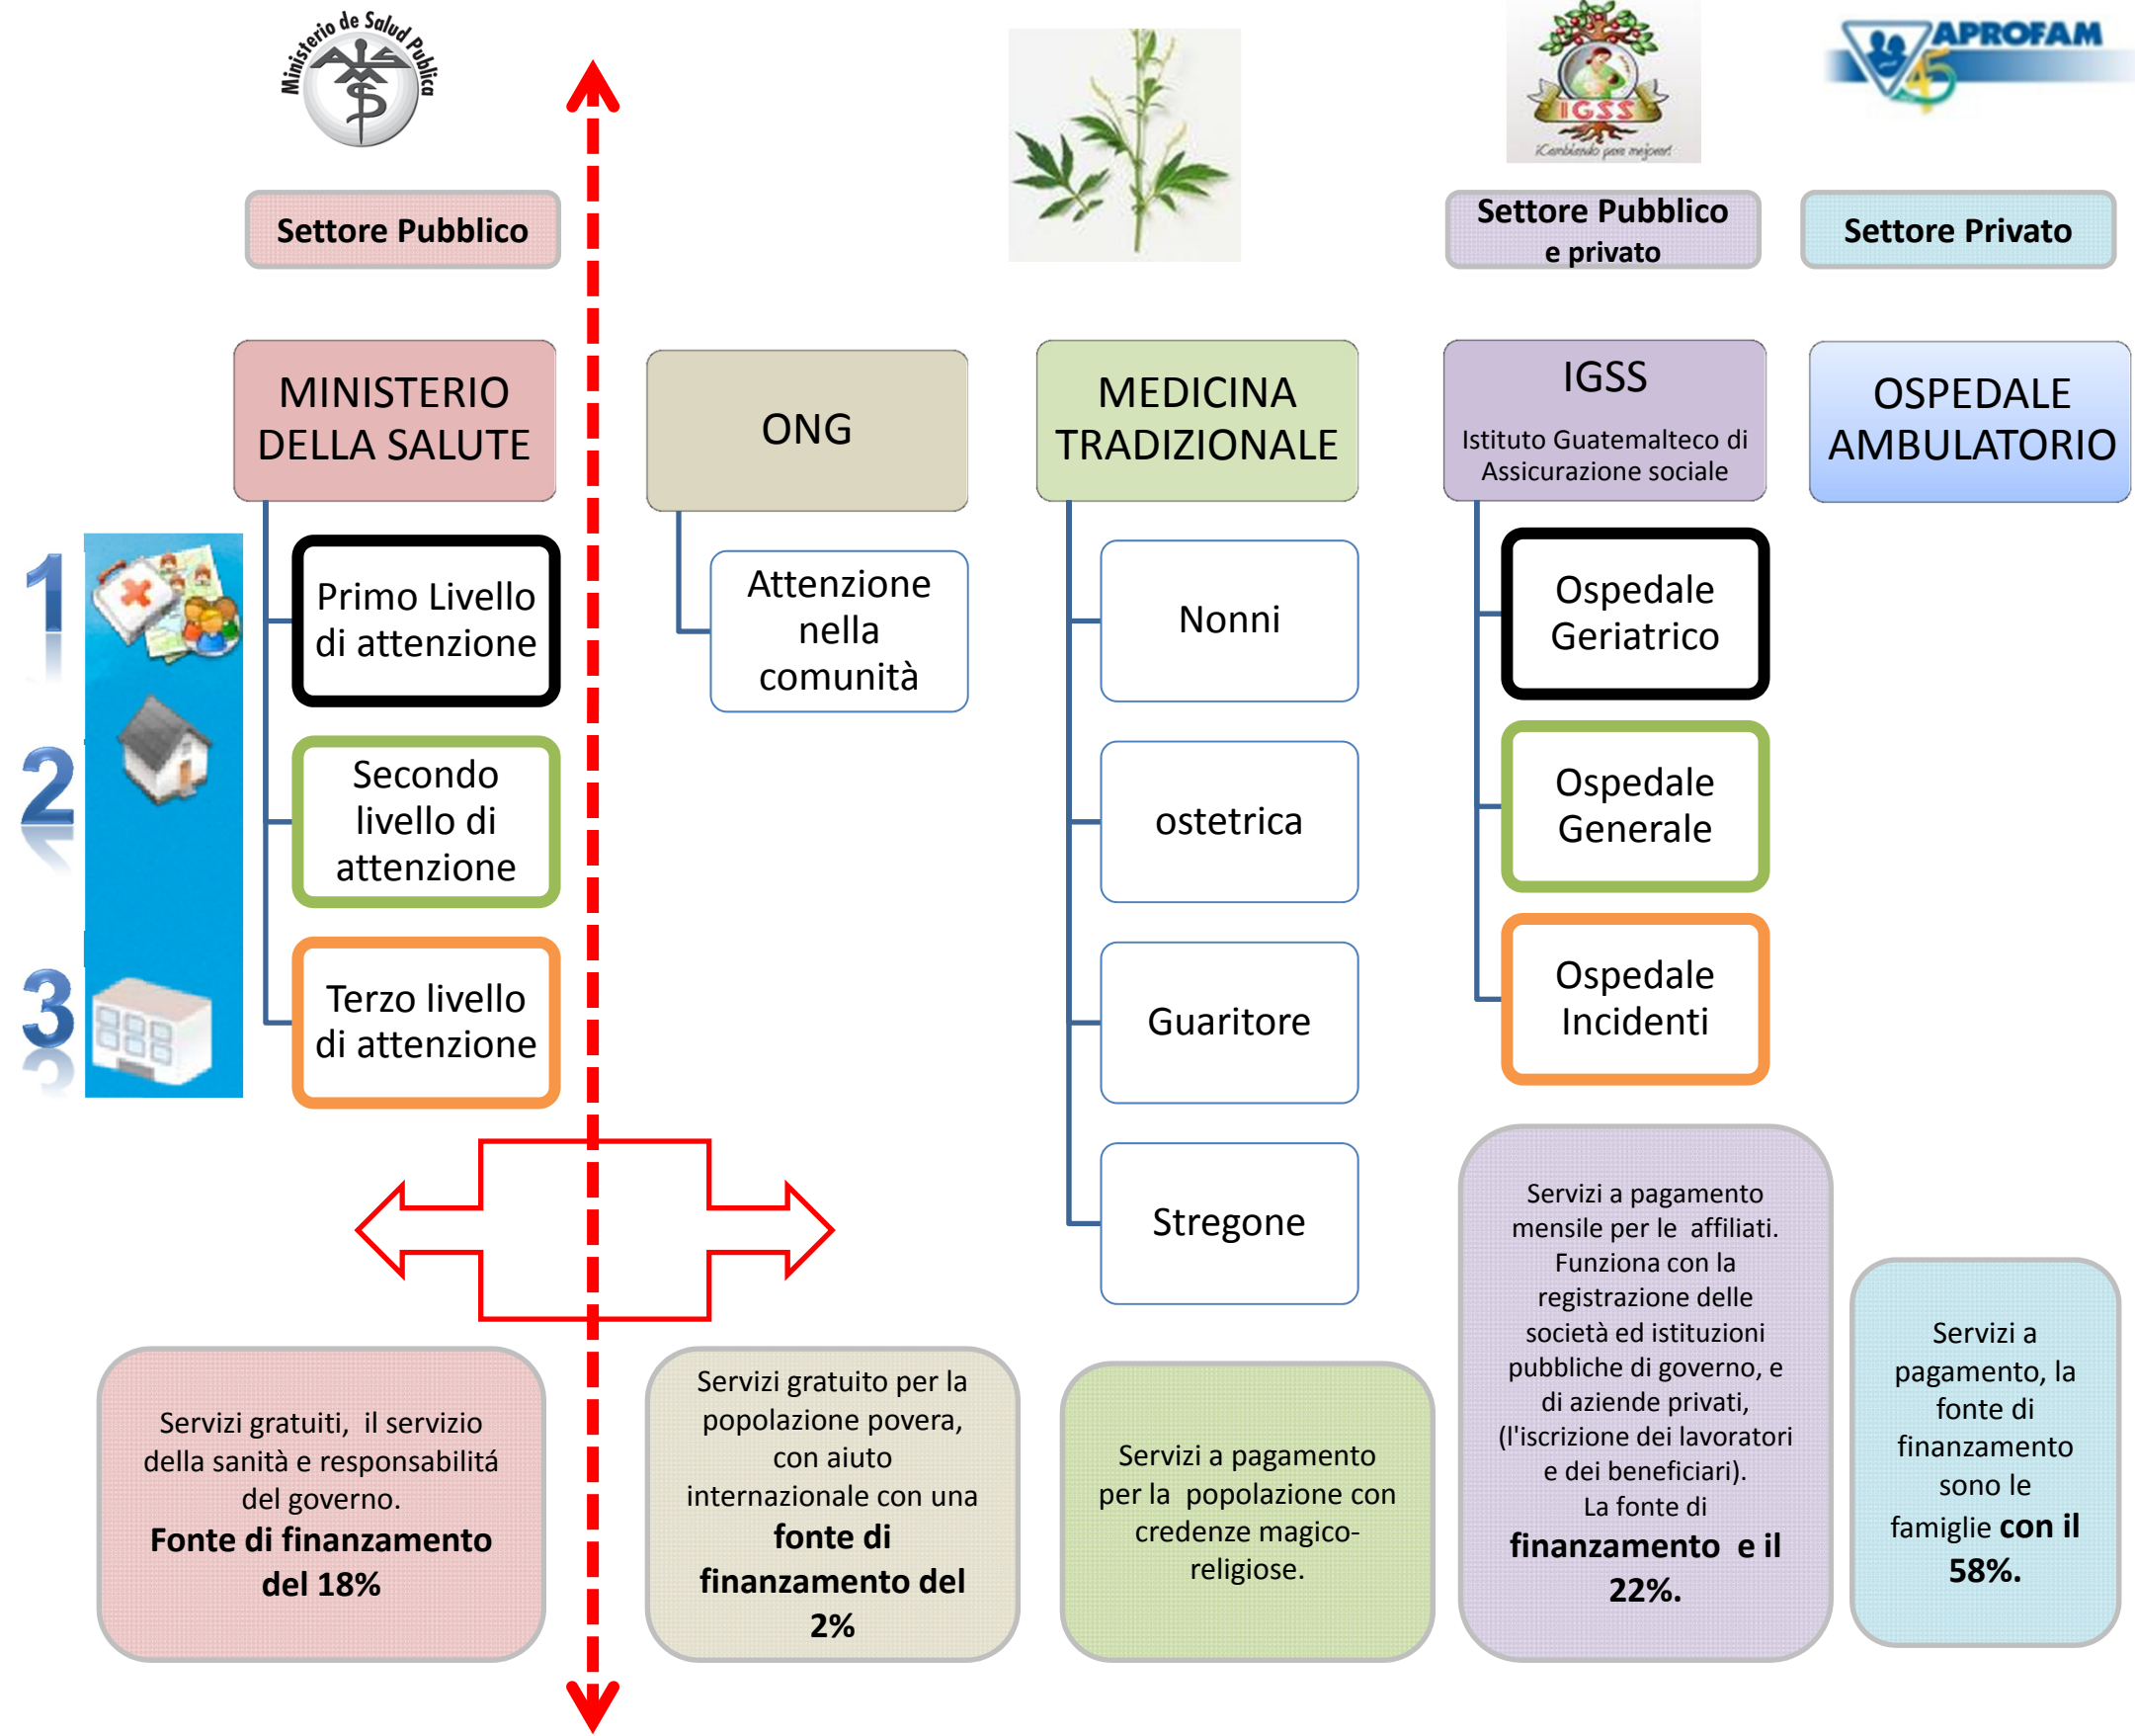 Ministerio de Salud Publica
IGSS
¡Cambiando para mejorar!
APROFAM
45
Settore Pubblico
Settore Pubblico
e privato
Settore Privato
MINISTERIO
DELLA SALUTE
ONG
MEDICINA
TRADIZIONALE
IGSS
Istituto Guatemalteco di
Assicurazione sociale
OSPEDALE
AMBULATORIO
1
2
3
Primo Livello
di attenzione
Secondo
livello di
attenzione
Terzo livello
di attenzione
Attenzione
nella
comunità
Nonni
ostetrica
Guaritore
Stregone
Ospedale
Geriatrico
Ospedale
Generale
Ospedale
Incidenti
Servizi gratuiti, il servizio
della sanità e responsabilitá
del governo.
Fonte di finanzamento
del 18%
Servizi gratuito per la
popolazione povera,
con aiuto
internazionale con una
fonte di
finanzamento del
2%
Servizi a pagamento
per la popolazione con
credenze magico-
religiose.
Servizi a pagamento
mensile per le affiliati.
Funziona con la
registrazione delle
società ed istituzioni
pubbliche di governo, e
di aziende privati,
(l'iscrizione dei lavoratori
e dei beneficiari).
La fonte di
finanzamento e il
22%.
Servizi a
pagamento, la
fonte di
finanzamento
sono le
famiglie con il
58%.